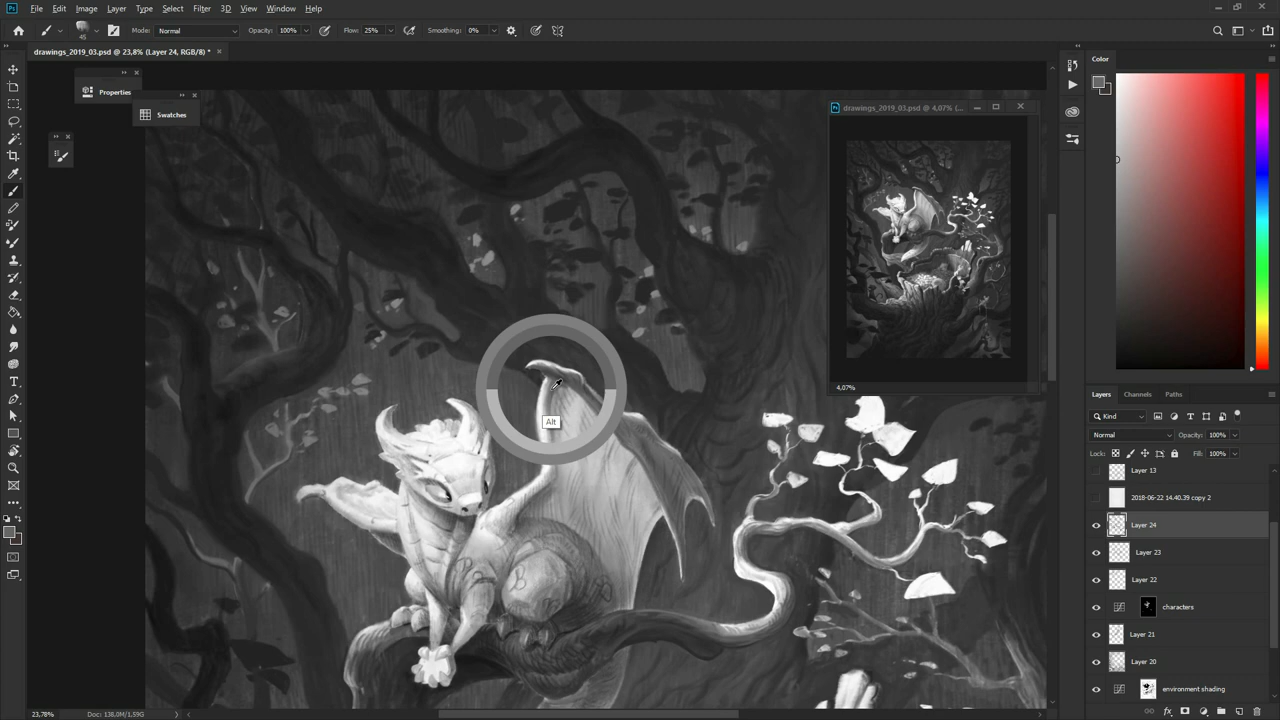 Ps File Edit Image Layer Type Select Filter 3D View Window Help
45 Mode: Normal Opacity: 100% Flow: 25% Smoothing: 0%
drawings_2019_03.psd @ 23,8% (Layer 24, RGB/8) *
Properties
Swatches
drawings_2019_03.psd @ 4,07% (...
4,07%
Alt
Color
Layers Channels Paths
Kind
Normal Opacity: 100%
Lock: Fill: 100%
Layer 13
2018-06-22 14.40.39 copy 2
Layer 24
Layer 23
Layer 22
characters
Layer 21
Layer 20
environment shading
23,78% Doc: 138,0M/1,59G